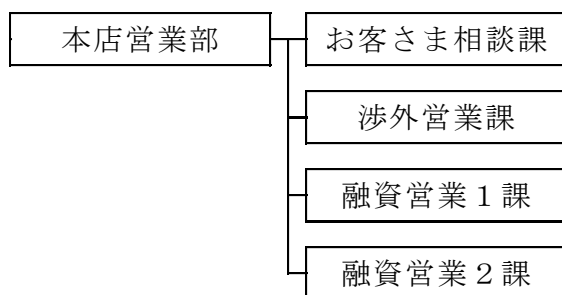 本店営業部
お客さま相談課
渉外営業課
融資営業１課
融資営業２課